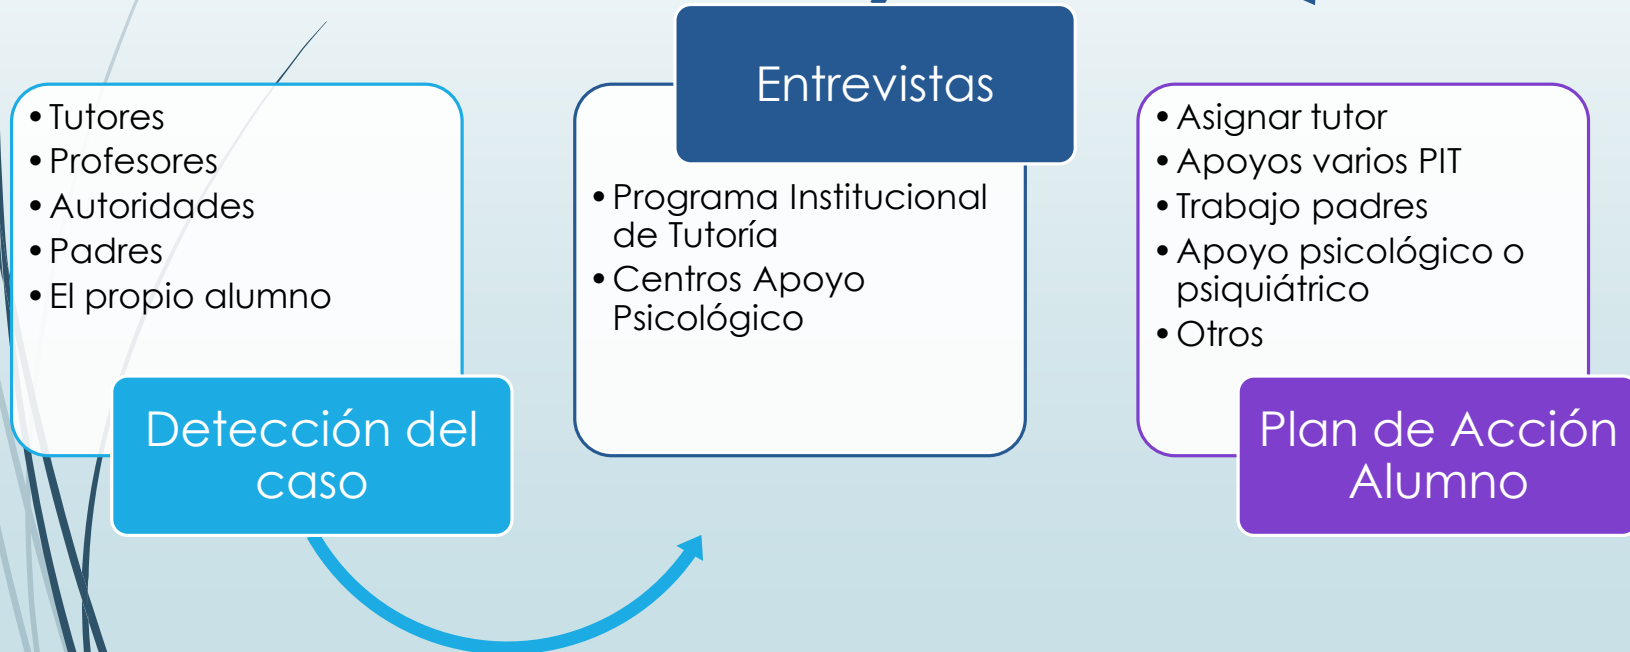 • Tutores
• Profesores
• Autoridades
• Padres
• El propio alumno
Detección del
caso
Entrevistas
• Programa Institucional
de Tutoría
• Centros Apoyo
Psicológico
• Asignar tutor
• Apoyos varios PIT
• Trabajo padres
• Apoyo psicológico o
psiquiátrico
• Otros
Plan de Acción
Alumno